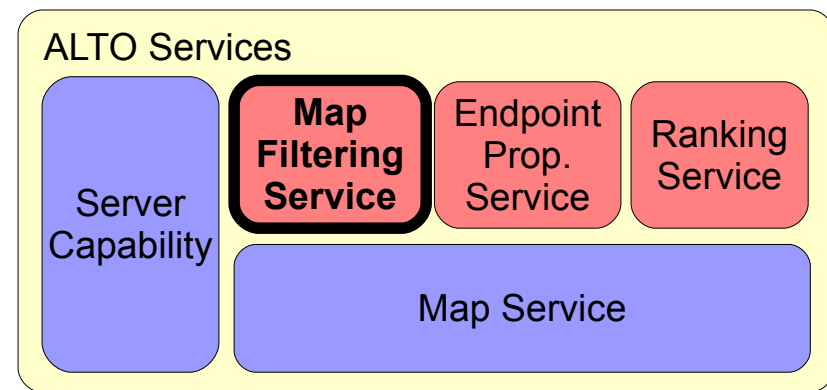 ALTO Services
Server
Capability
Map
Filtering
Service
Endpoint
Prop.
Service
Ranking
Service
Map Service